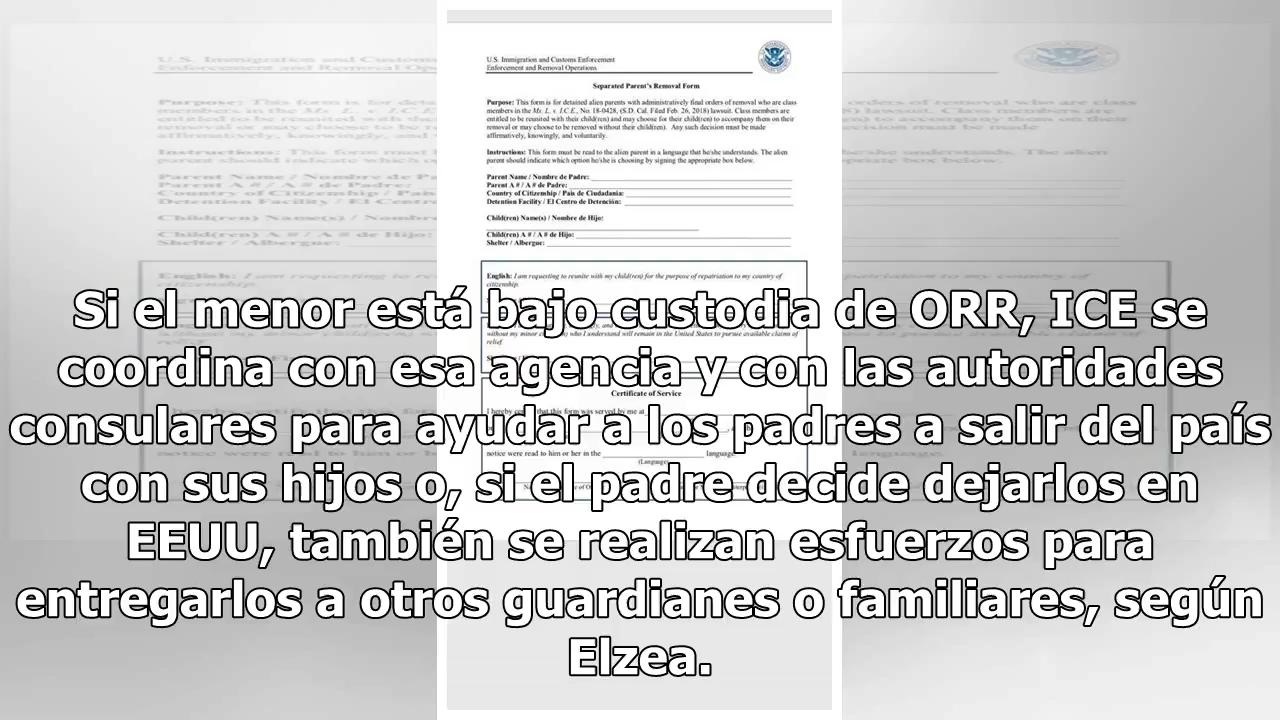 U.S. Immigration and Customs Enforcement
Enforcement and Removal Operations
Separated Parent's Removal Form
Purpose: This form is for detained alien parents with administratively final orders of removal who are class
members in the Ms. L. v. I.C.E., No. 18-0428, (S.D. Cal. Filed Feb. 26, 2018) lawsuit. Class members are
entitled to be reunited with their child(ren) and may choose for their child(ren) to accompany them on their
removal or may choose to be removed without their child(ren). Any such decision must be made
affirmatively, knowingly, and voluntarily.
Instructions: This form must be read to the alien parent in a language that he/she understands. The alien
parent should indicate which option he/she is choosing by signing the appropriate box below.
Parent Name / Nombre de Padre:
Parent A # / A # de Padre:
Country of Citizenship / Pais de Ciudadania:
Detention Facility / El Centro de Detención:
Child(ren) Name(s) / Nombre de Hijo:
Child(ren) A # / A # de Hijo:
Shelter / Albergue:
English: I am requesting to reunite with my child(ren) for the purpose of repatriation to my country of
citizenship.
Si el menor está bajo custodia de ORR, ICE se
without my minor who I understand will remain in the United States to pursue available claims of
relief.
coordina con esa agencia y con las autoridades
Certificate of Service
I hereby that this form was served by me at
consulares para ayudar a los padres a salir del país
notice were read to him or her in the language.
(Language)
con sus hijos o, si el padre decide dejarlos en
EEUU, también se realizan esfuerzos para
entregarlos a otros guardianes o familiares, según
Elzea.